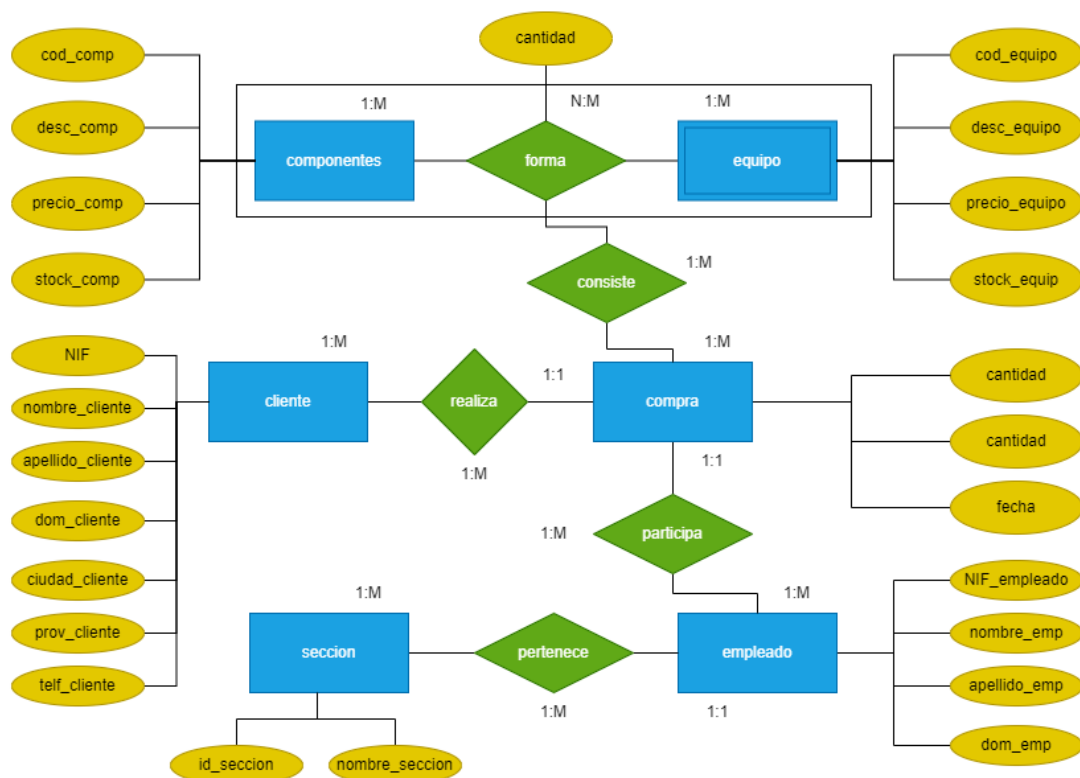 cantidad
cod_comp
cod_equipo
1:M
N:M
1:M
desc_comp
desc_equipo
componentes
forma
equipo
precio_comp
precio_equipo
1:M
stock_comp
consiste
stock_equip
1:M
1:M
NIF
1:1
cantidad
cliente
realiza
compra
nombre_cliente
cantidad
apellido_cliente
1:M
1:1
fecha
dom_cliente
1:M
participa
ciudad_cliente
NIF_empleado
1:M
1:M
prov_cliente
nombre_emp
seccion
pertenece
empleado
telf_cliente
apellido_emp
1:M
1:1
dom_emp
id_seccion
nombre_seccion